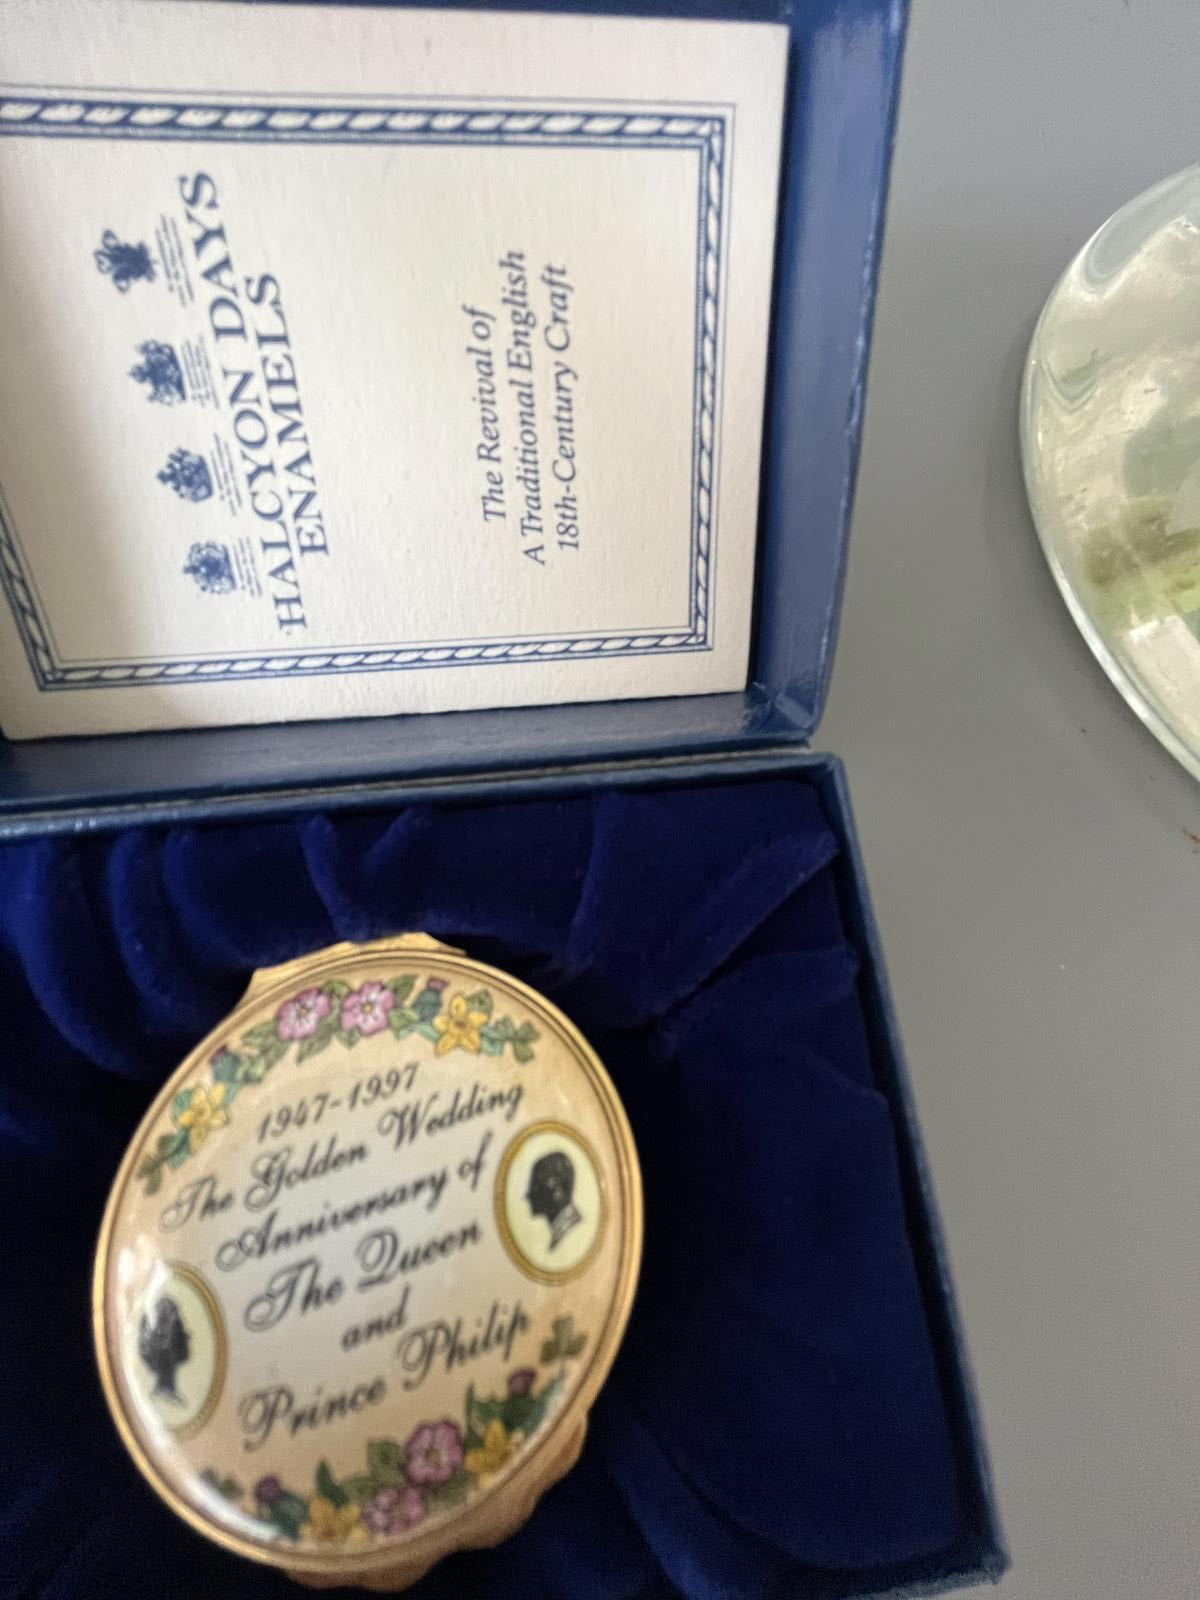 HALCYON DAYS
ENAMELS
The Revival of
A Traditional English
18th-Century Craft
1947-1997
The Golden Wedding
Anniversary of
The Queen
and
Prince Philip